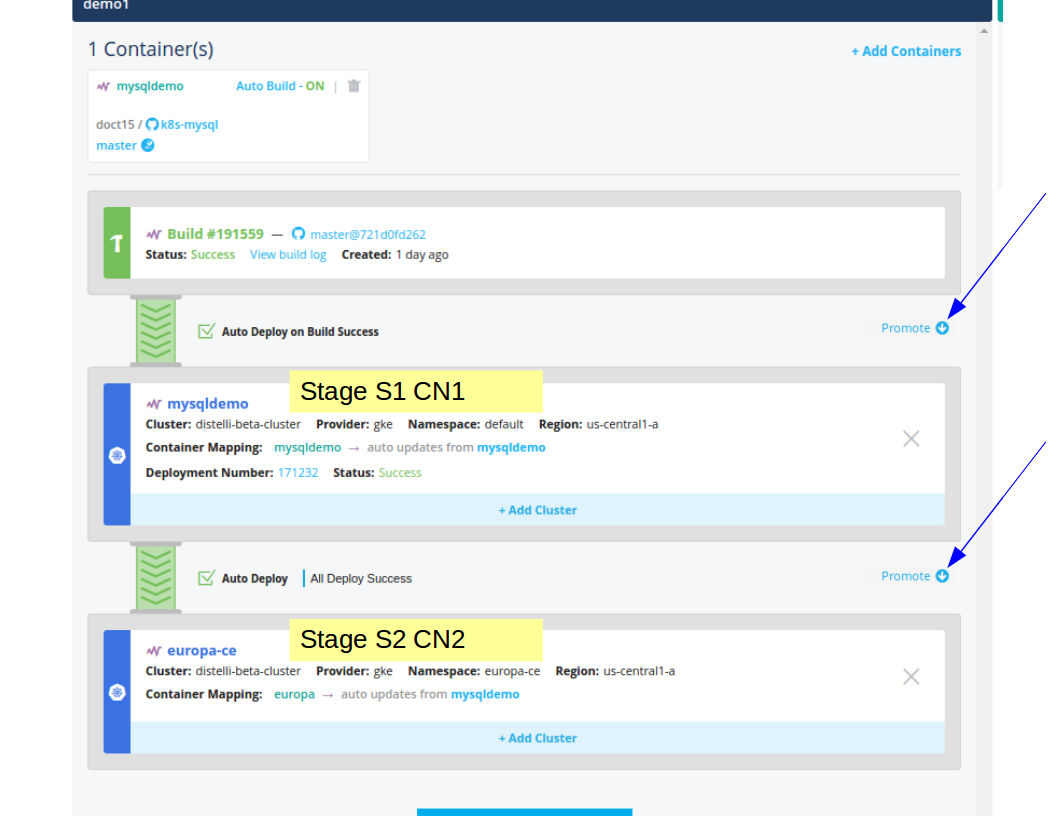 demo1
1 Container(s)
+ Add Containers
mysqldemo Auto Build - ON |
doct15 / k8s-mysql
master
Build #191559 — master@721d0fd262
Status: Success View build log Created: 1 day ago
Auto Deploy on Build Success
Promote
Stage S1 CN1
mysqldemo
Cluster: distelli-beta-cluster Provider: gke Namespace: default Region: us-central1-a
Container Mapping: mysqldemo → auto updates from mysqldemo
Deployment Number: 171232 Status: Success
+ Add Cluster
Auto Deploy | All Deploy Success
Promote
Stage S2 CN2
europa-ce
Cluster: distelli-beta-cluster Provider: gke Namespace: europa-ce Region: us-central1-a
Container Mapping: europa → auto updates from mysqldemo
+ Add Cluster